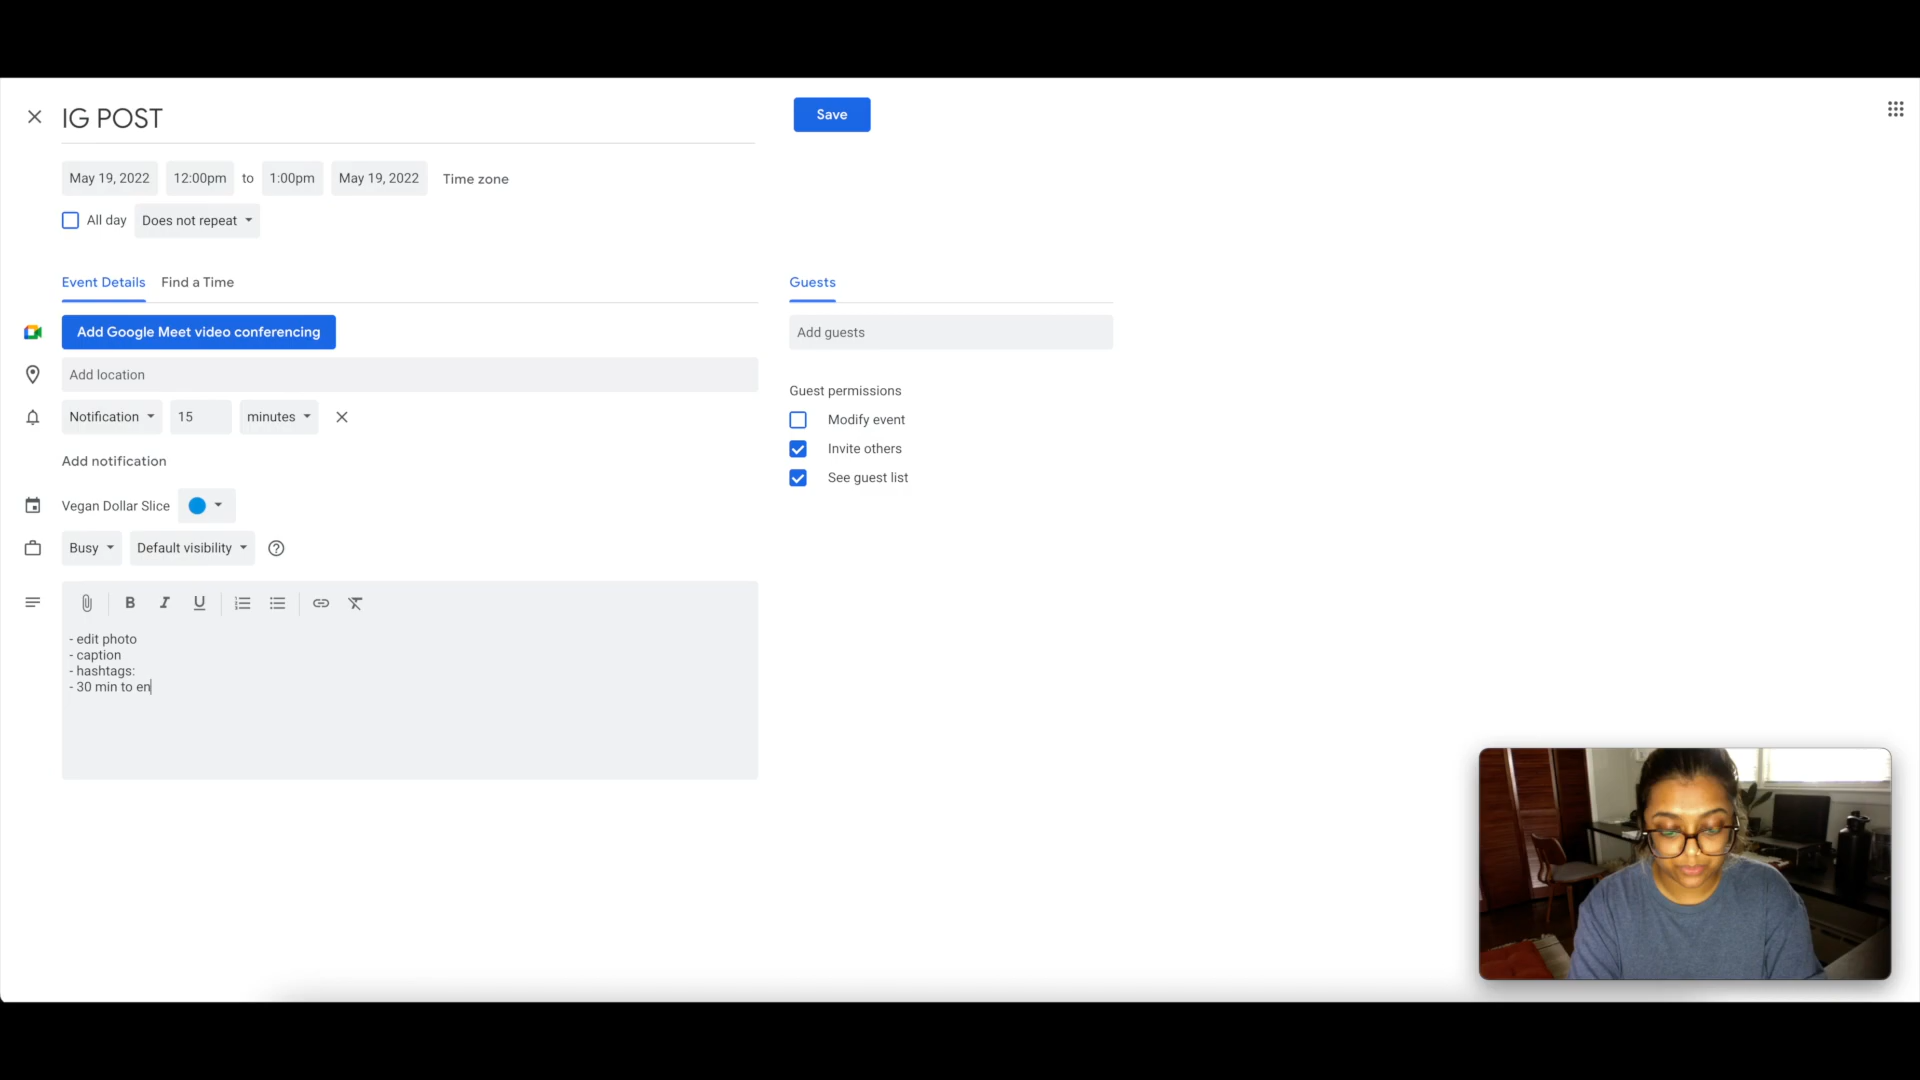 IG POST
Save
May 19, 2022 12:00pm to 1:00pm May 19, 2022 Time zone
All day Does not repeat
Event Details Find a Time
Guests
Add Google Meet video conferencing
Add guests
Add location
Notification 15 minutes
Guest permissions
Modify event
Invite others
See guest list
Add notification
Vegan Dollar Slice
Busy Default visibility
B I U
- edit photo
- caption
- hashtags:
- 30 min to en